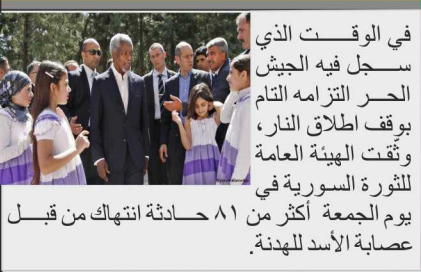 في الوقت الذي
سجل فيه الجيش
الحر التزامه التام
بوقف اطلاق النار،
وثقت الهيئة العامة
للثورة السورية في
يوم الجمعة أكثر من ٨١ حادثة انتهاك من قبل
عصابة الأسد للهدنة.